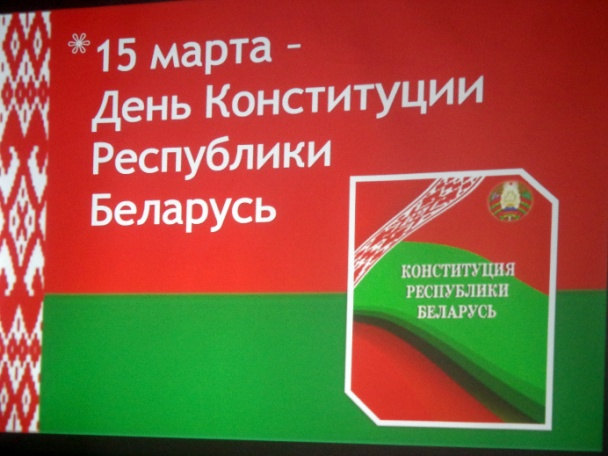 15 марта –
День Конституции
Республики
Беларусь
КОНСТИТУЦИЯ
РЕСПУБЛИКИ
БЕЛАРУСЬ